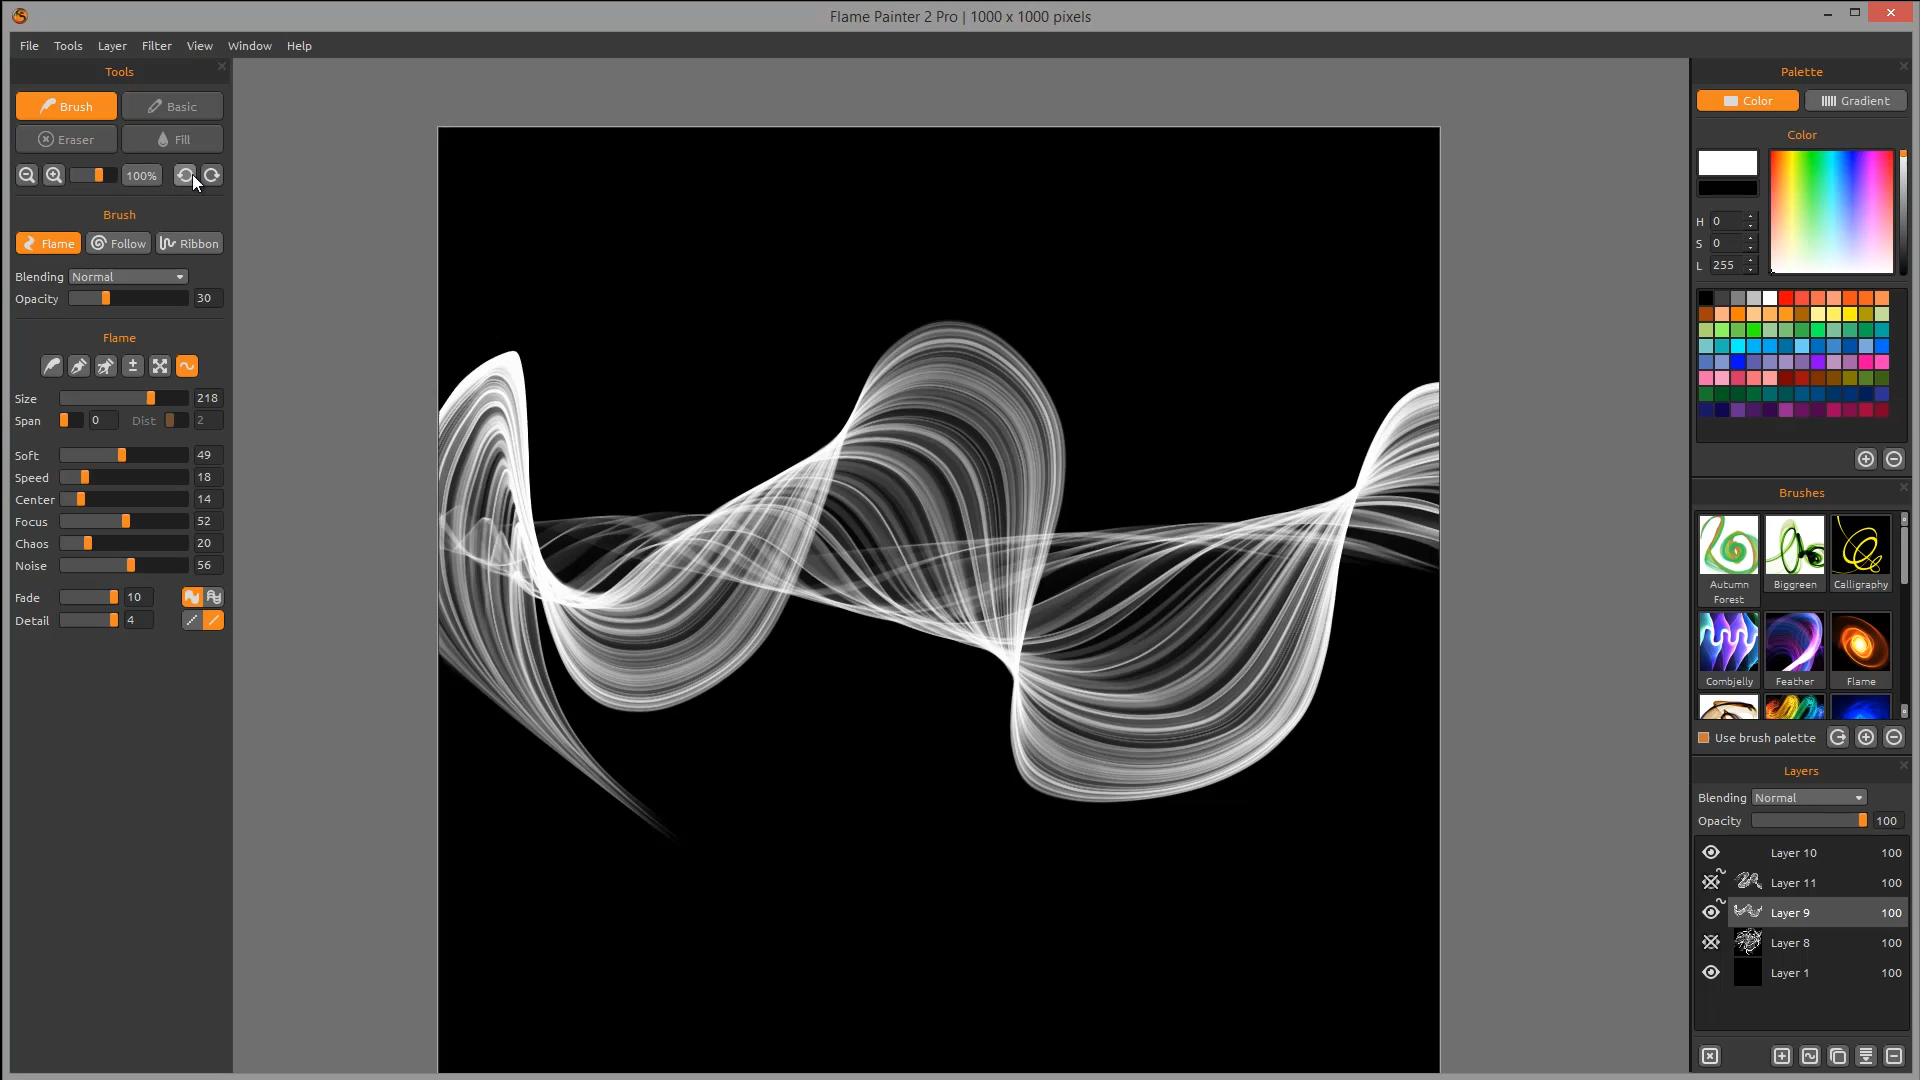 Flame Painter 2 Pro | 1000 x 1000 pixels
File Tools Layer Filter View Window Help
Tools
Brush Basic
Eraser Fill
100%
Brush
Flame Follow Ribbon
Blending Normal
Opacity 30
Flame
Size 218
Span 0 Dist 2
Soft 49
Speed 18
Center 14
Focus 52
Chaos 20
Noise 56
Fade 10
Detail 4
Palette
Color Gradient
Color
H 0
S 0
L 255
Brushes
Autumn Forest
Biggreen
Calligraphy
Combjelly
Feather
Flame
Use brush palette
Layers
Blending Normal
Opacity 100
Layer 10 100
Layer 11 100
Layer 9 100
Layer 8 100
Layer 1 100